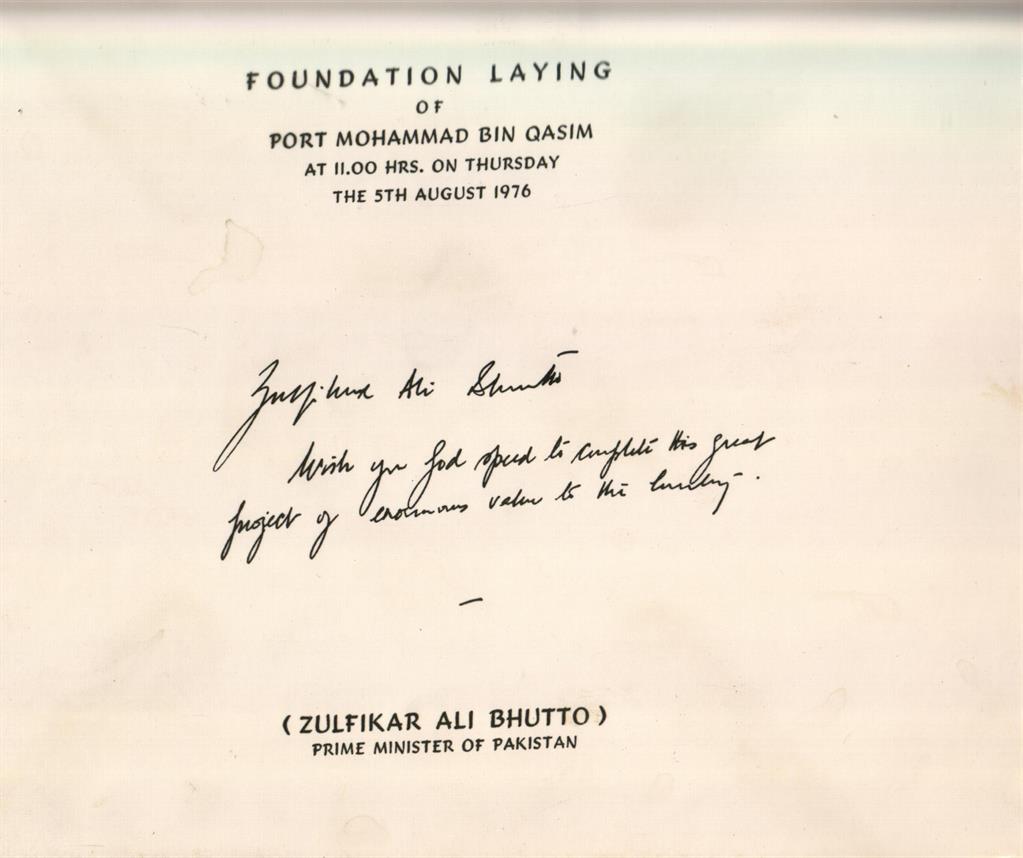 FOUNDATION LAYING
OF
PORT MOHAMMAD BIN QASIM
AT 11.00 HRS. ON THURSDAY
THE 5TH AUGUST 1976
Zulfikar Ali Bhutto
Wish you God speed to complete this great
project of enormous value to the country.
(ZULFIKAR ALI BHUTTO)
PRIME MINISTER OF PAKISTAN